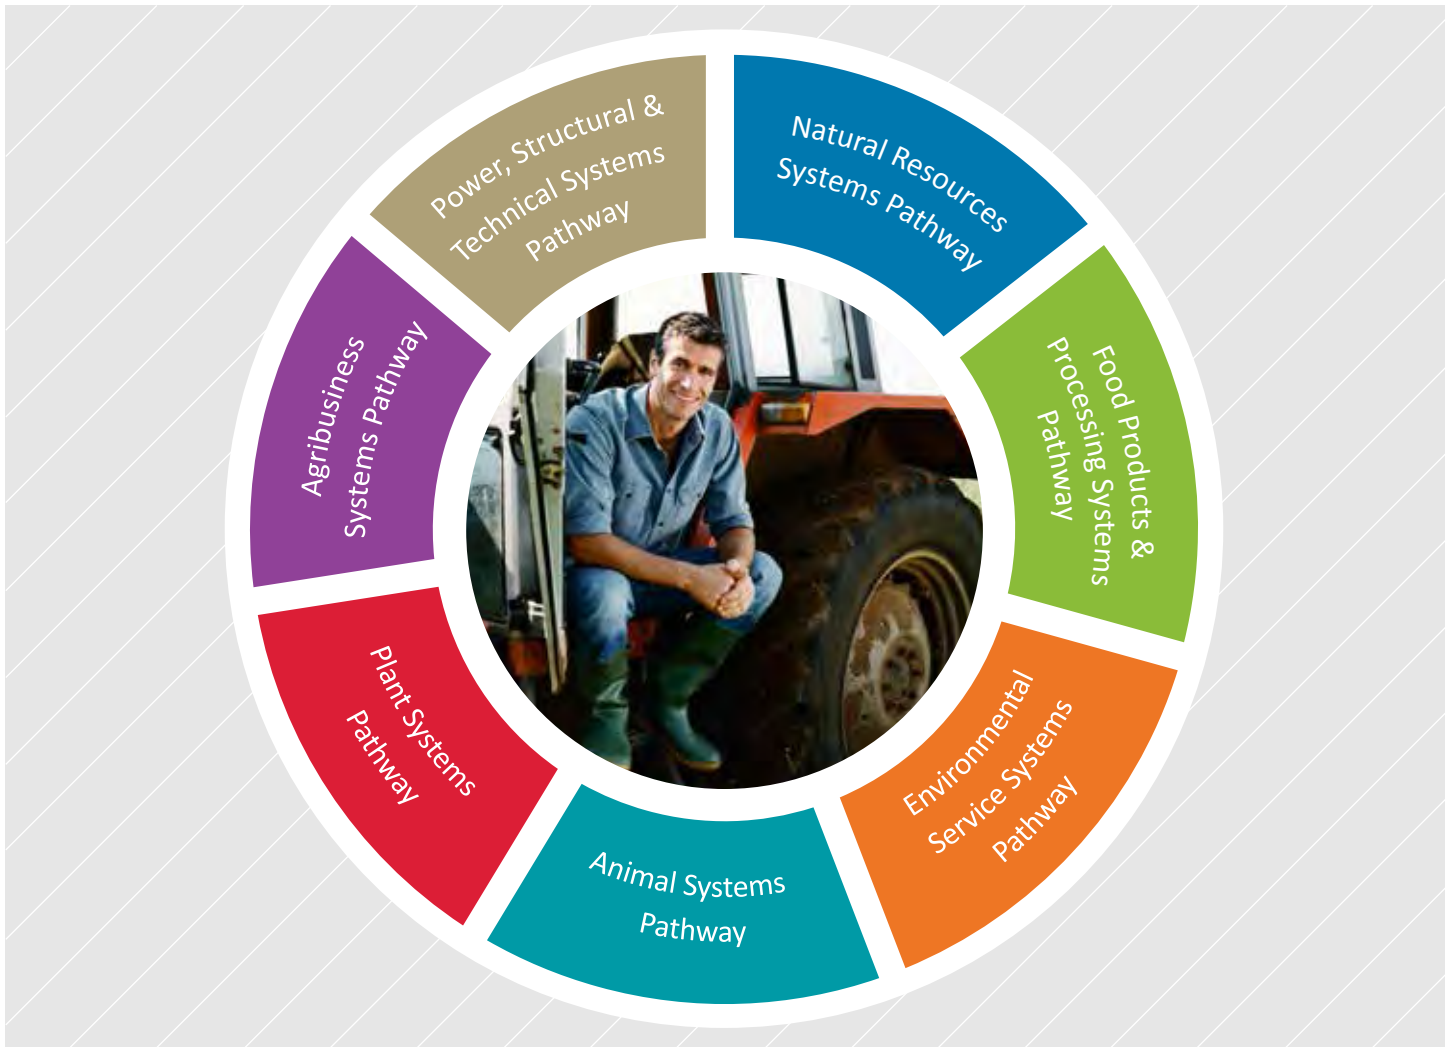 Power, Structural &
Technical Systems
Pathway
Natural Resources
Systems Pathway
Food Products &
Processing Systems
Pathway
Environmental
Service Systems
Pathway
Animal Systems
Pathway
Plant Systems
Pathway
Agribusiness
Systems Pathway